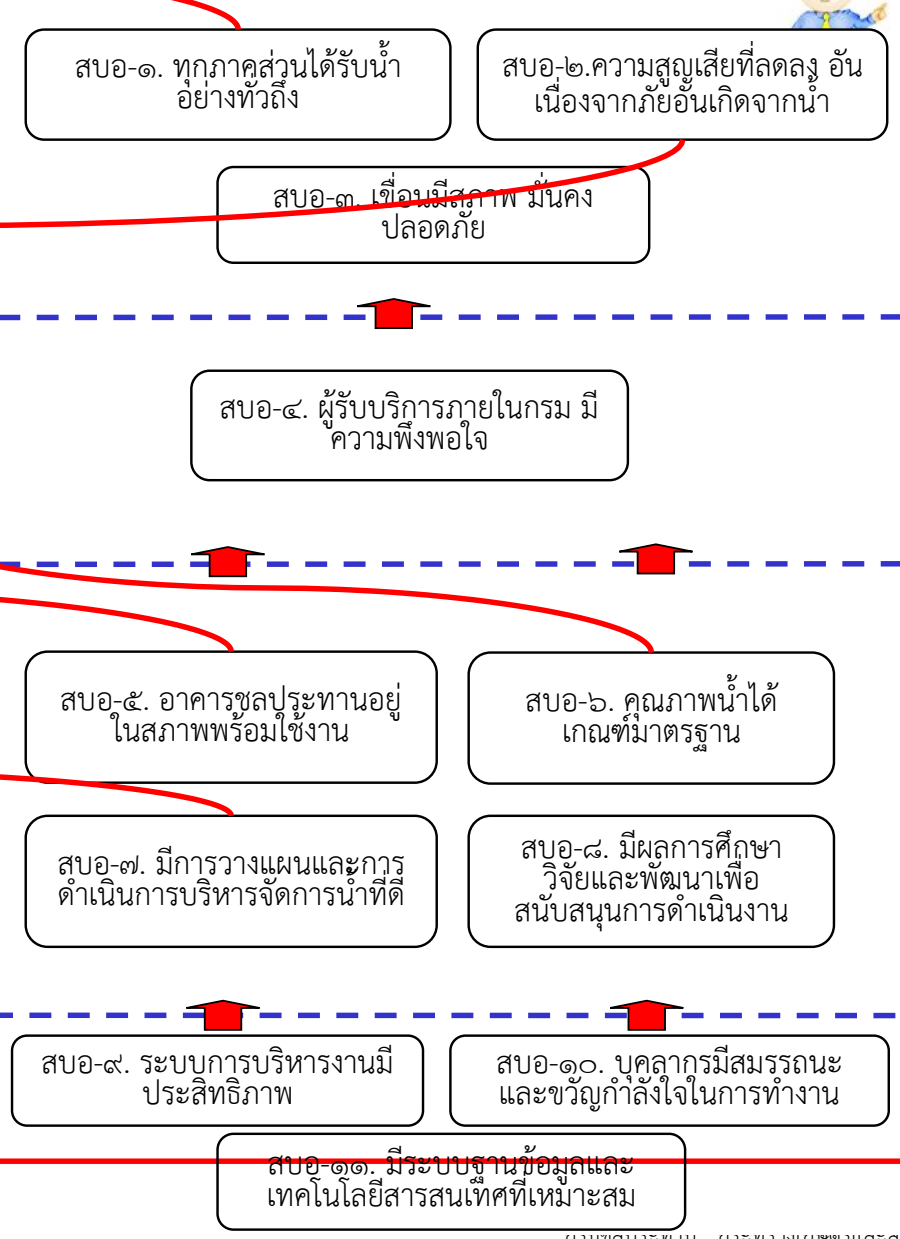 สบอ-๑. ทุกภาคส่วนได้รับน้ำ
อย่างทั่วถึง
สบอ-๒.ความสูญเสียที่ลดลง อัน
เนื่องจากภัยอันเกิดจากน้ำ
สบอ-๓. เขื่อนมีสภาพ มั่นคง
ปลอดภัย
สบอ-๔. ผู้รับบริการภายในกรม มี
ความพึงพอใจ
สบอ-๕. อาคารชลประทานอยู่
ในสภาพพร้อมใช้งาน
สบอ-๖. คุณภาพน้ำได้
เกณฑ์มาตรฐาน
สบอ-๗. มีการวางแผนและการ
ดำเนินการบริหารจัดการน้ำที่ดี
สบอ-๘. มีผลการศึกษา
วิจัยและพัฒนาเพื่อ
สนับสนุนการดำเนินงาน
สบอ-๙. ระบบการบริหารงานมี
ประสิทธิภาพ
สบอ-๑๐. บุคลากรมีสมรรถนะ
และขวัญกำลังใจในการทำงาน
สบอ-๑๑. มีระบบฐานข้อมูลและ
เทคโนโลยีสารสนเทศที่เหมาะสม